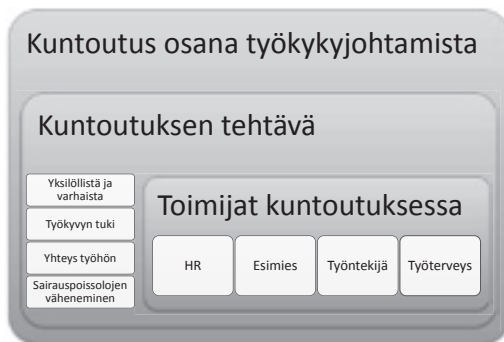 Kuntoutus osana työkykyjohtamista
Kuntoutuksen tehtävä
Yksilöllistä ja
varhaista
Työkyvyn tuki
Yhteys työhön
Sairauspoissolojen
väheneminen
Toimijat kuntoutuksessa
HR
Esimies
Työntekijä
Työterveys